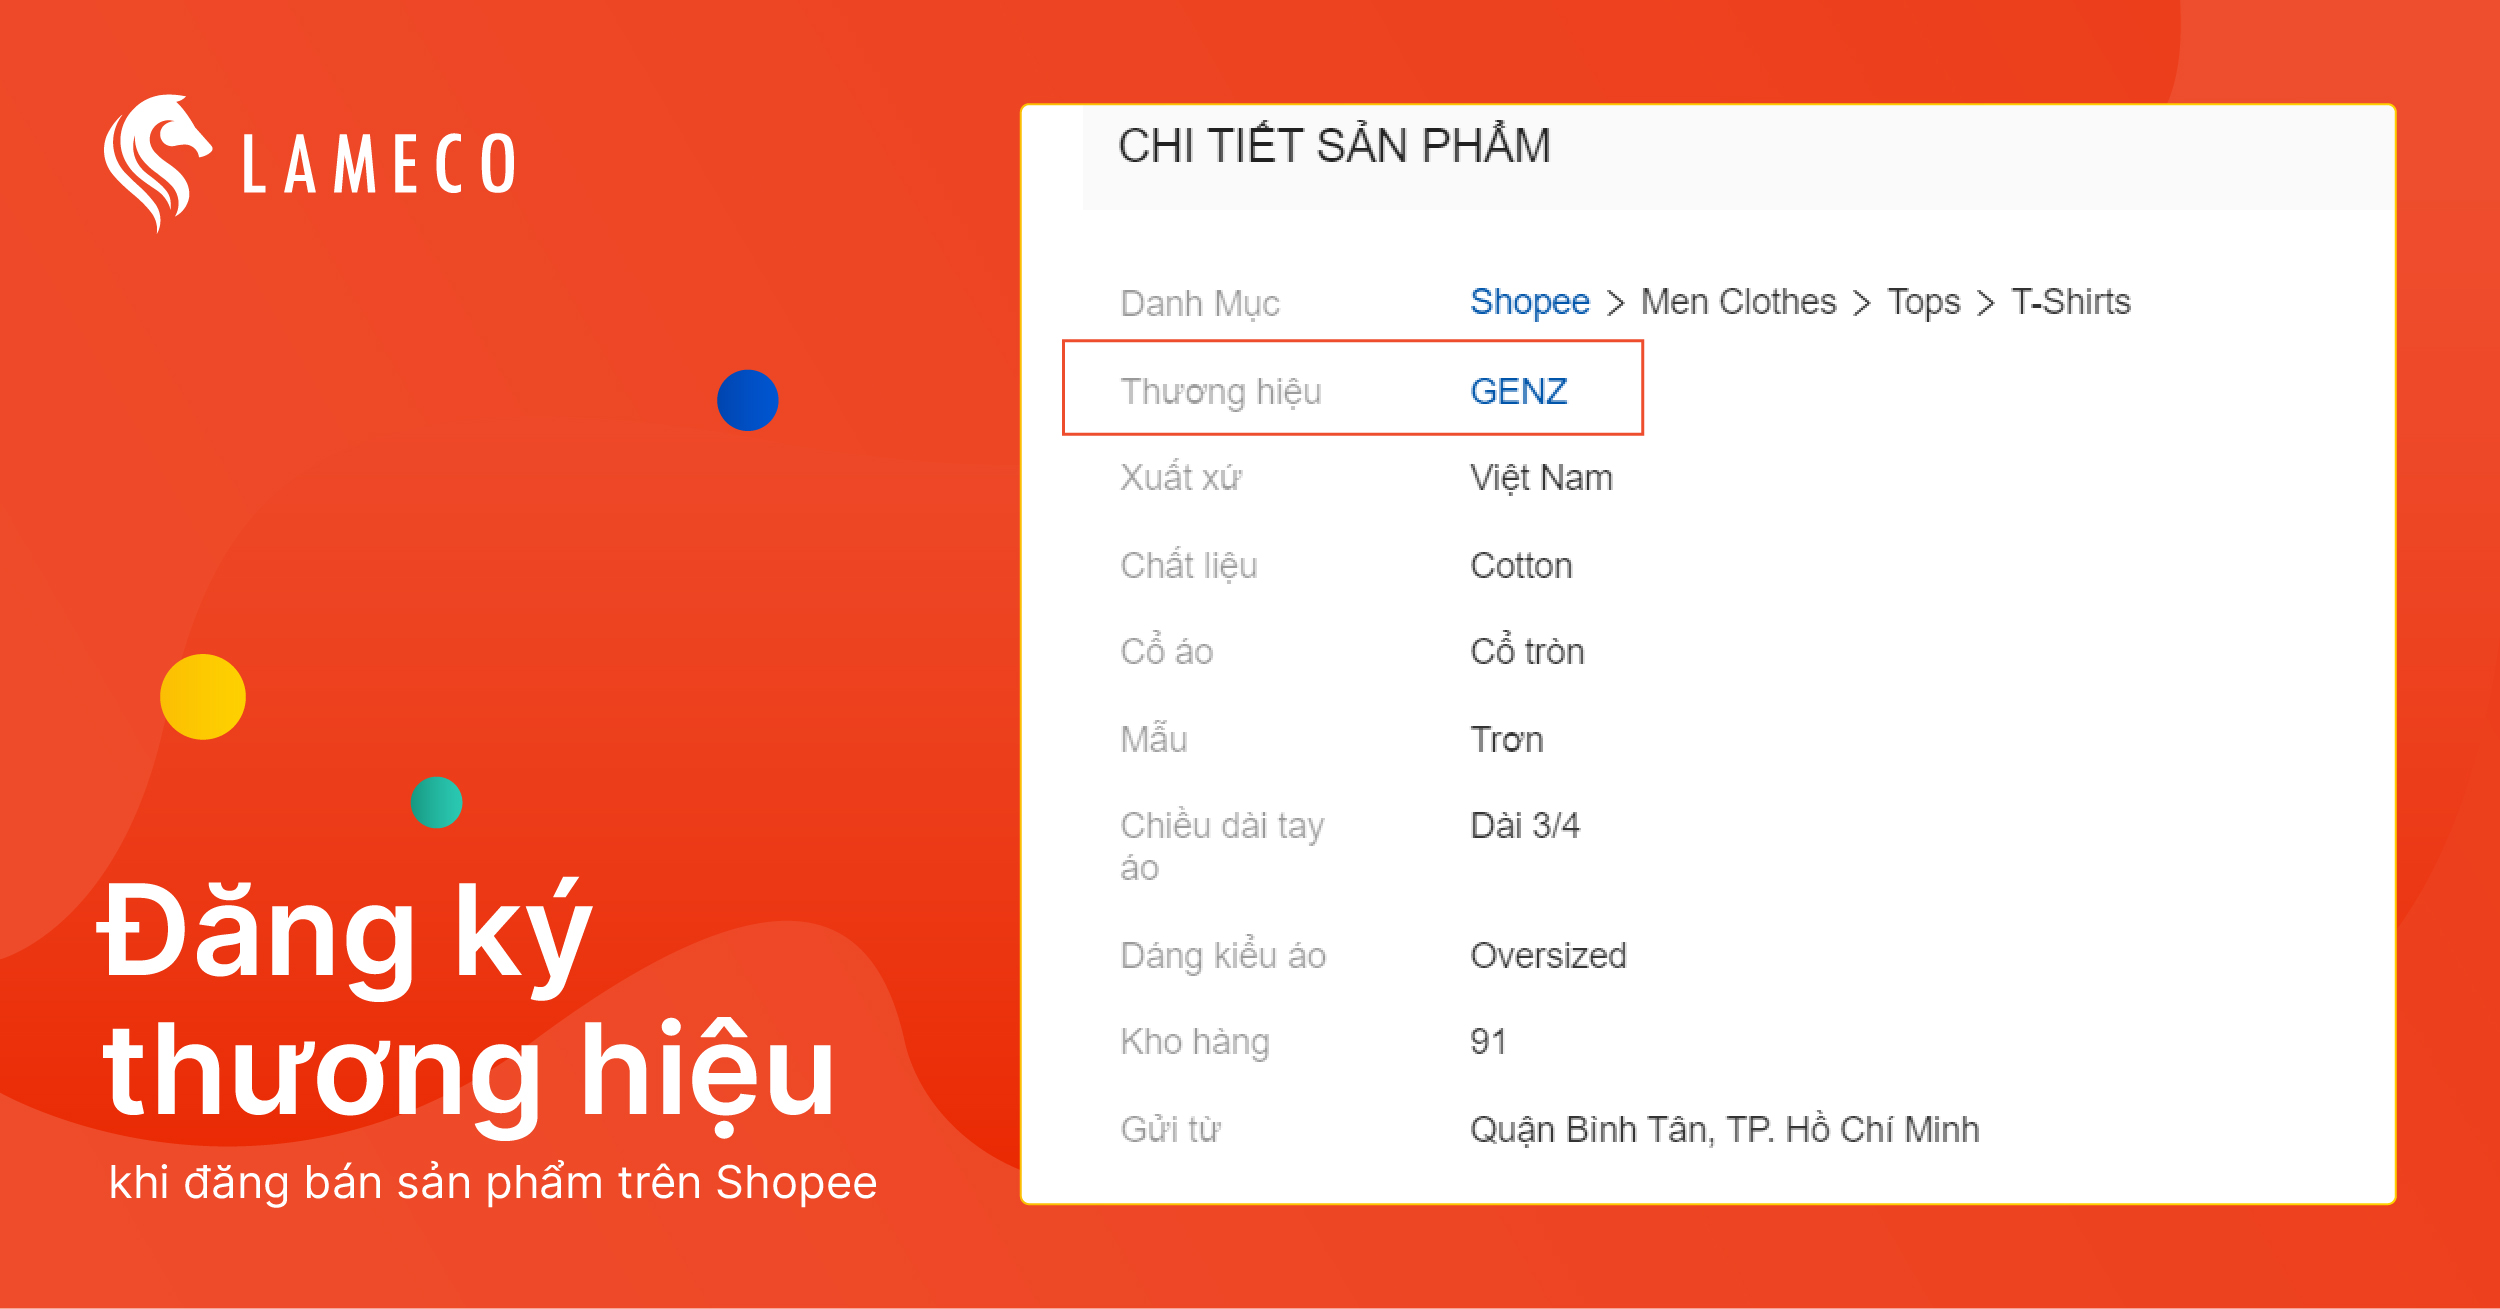 LAMECO
Đăng ký
thương hiệu
khi đăng bán sản phẩm trên Shopee
CHI TIẾT SẢN PHẨM
Danh Mục Shopee > Men Clothes > Tops > T-Shirts
Thương hiệu GENZ
Xuất xứ Việt Nam
Chất liệu Cotton
Cổ áo Cổ tròn
Mẫu Trơn
Chiều dài tay Dài 3/4
áo
Dáng kiểu áo Oversized
Kho hàng 91
Gửi từ Quận Bình Tân, TP. Hồ Chí Minh